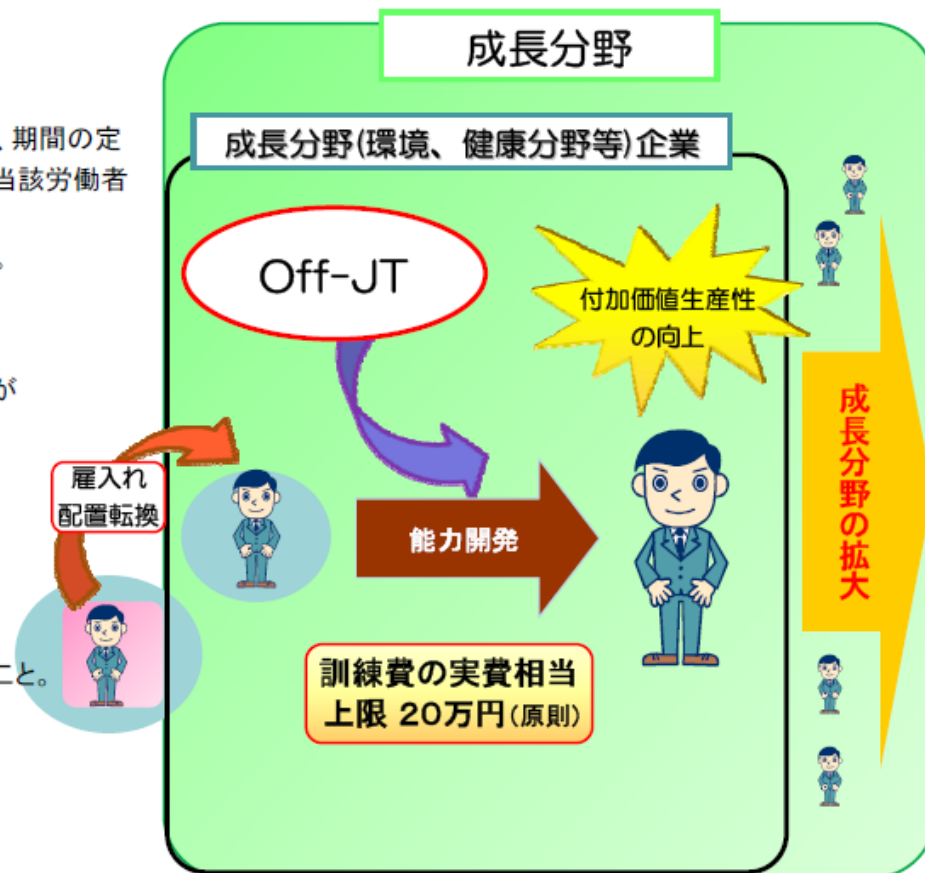 成長分野
、期間の定
当該労働者
。
が
こと。
成長分野(環境、健康分野等)企業
Off-JT
付加価値生産性
の向上
雇入れ
配置転換
能力開発
訓練費の実費相当
上限 20万円(原則)
成長分野の拡大